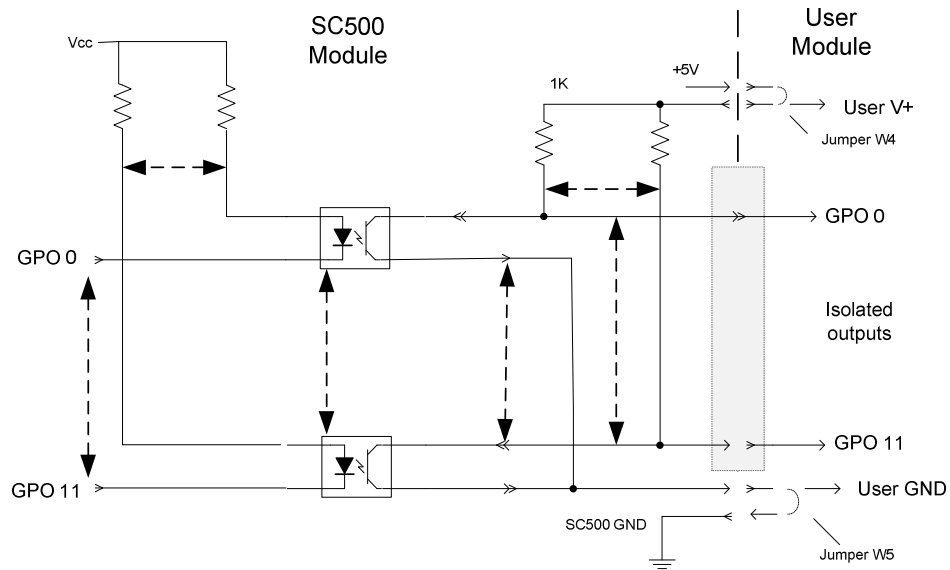 SC500
Module
User
Module
Vcc
+5V
1K
User V+
Jumper W4
GPO 0
GPO 0
Isolated
outputs
GPO 11
GPO 11
User GND
SC500 GND
Jumper W5